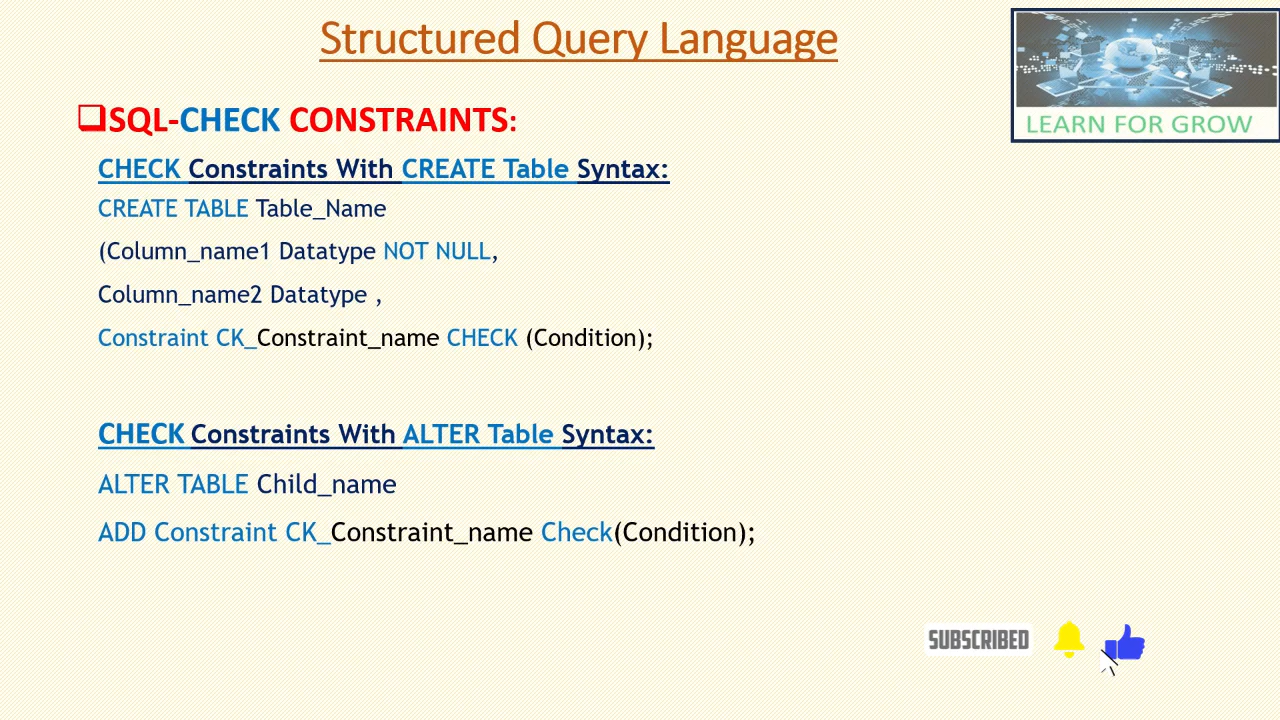 Structured Query Language
LEARN FOR GROW
❑SQL-CHECK CONSTRAINTS:
CHECK Constraints With CREATE Table Syntax:
CREATE TABLE Table_Name
(Column_name1 Datatype NOT NULL,
Column_name2 Datatype ,
Constraint CK_Constraint_name CHECK (Condition);
CHECK Constraints With ALTER Table Syntax:
ALTER TABLE Child_name
ADD Constraint CK_Constraint_name Check(Condition);
SUBSCRIBED